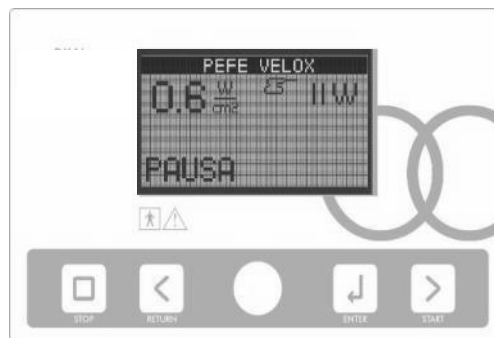 PEFE VELOX
0.6 W/cm2 11W
PAUSA
STOP RETURN ENTER START